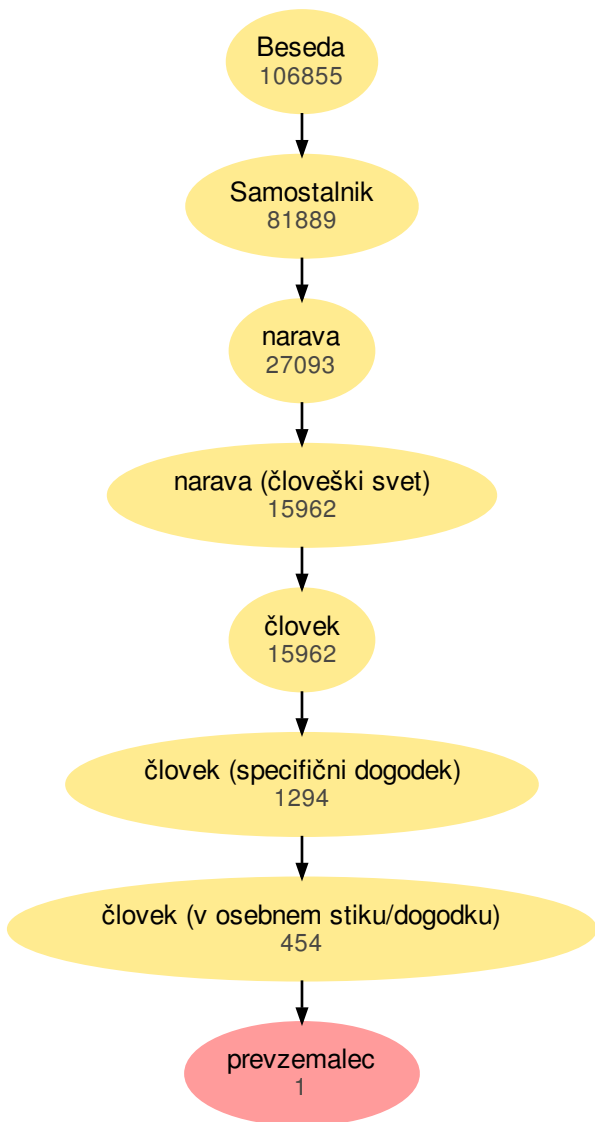 Beseda
106855
Samostalnik
81889
narava
27093
narava (človeški svet)
15962
človek
15962
človek (specifični dogodek)
1294
človek (v osebnem stiku/dogodku)
454
prevzemalec
1